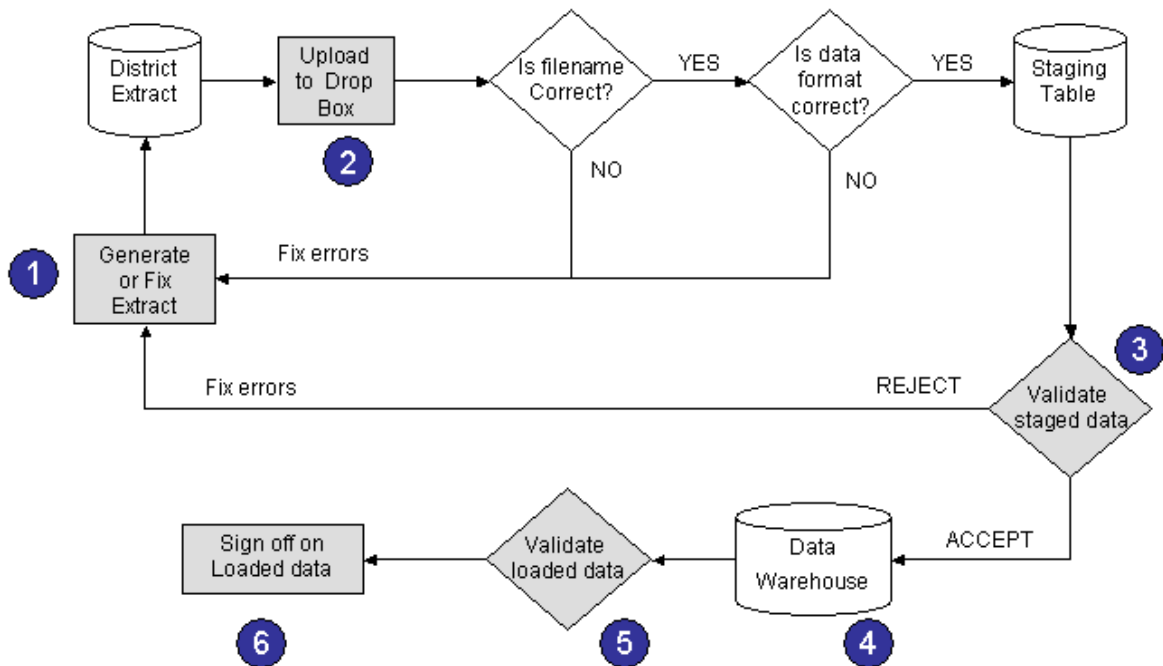 District
Extract
Upload
to Drop
Box
2
Is filename
Correct?
YES
NO
Is data
format
correct?
YES
NO
Staging
Table
1
Generate
or Fix
Extract
Fix errors
Fix errors
REJECT
3
Validate
staged data
ACCEPT
Data
Warehouse
4
Validate
loaded data
5
Sign off on
Loaded data
6